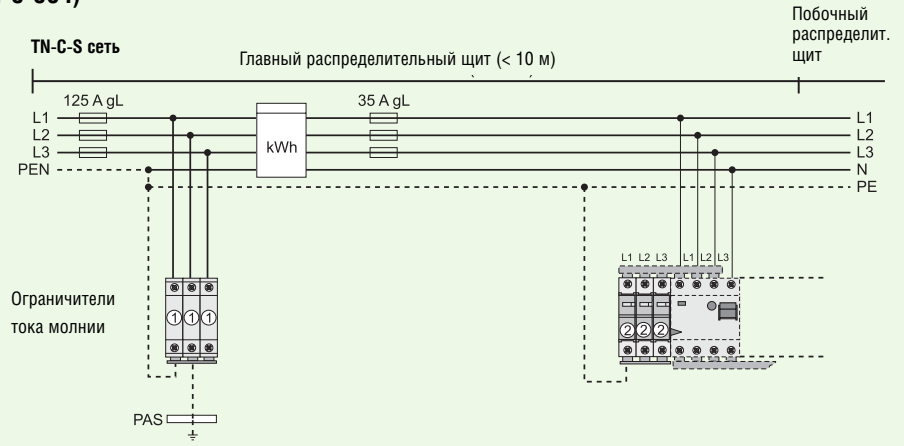 Побочный
распределит.
щит
TN-C-S сеть
Главный распределительный щит (< 10 м)
125 A gL
35 A gL
L1
L2
L3
PEN
kWh
L1
L2
L3
N
PE
L1 L2 L3
L1 L2 L3
Ограничители
тока молнии
1 1 1
2 2 2
PAS